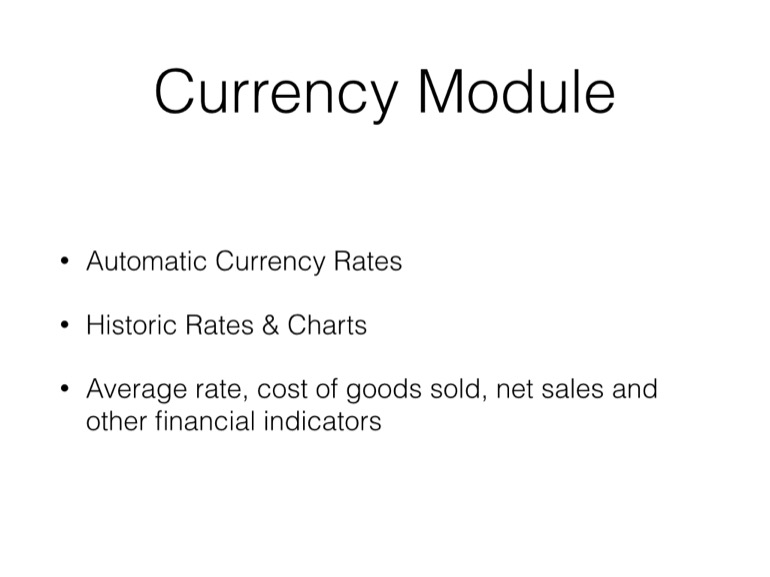 Currency Module
• Automatic Currency Rates
• Historic Rates & Charts
• Average rate, cost of goods sold, net sales and
other financial indicators